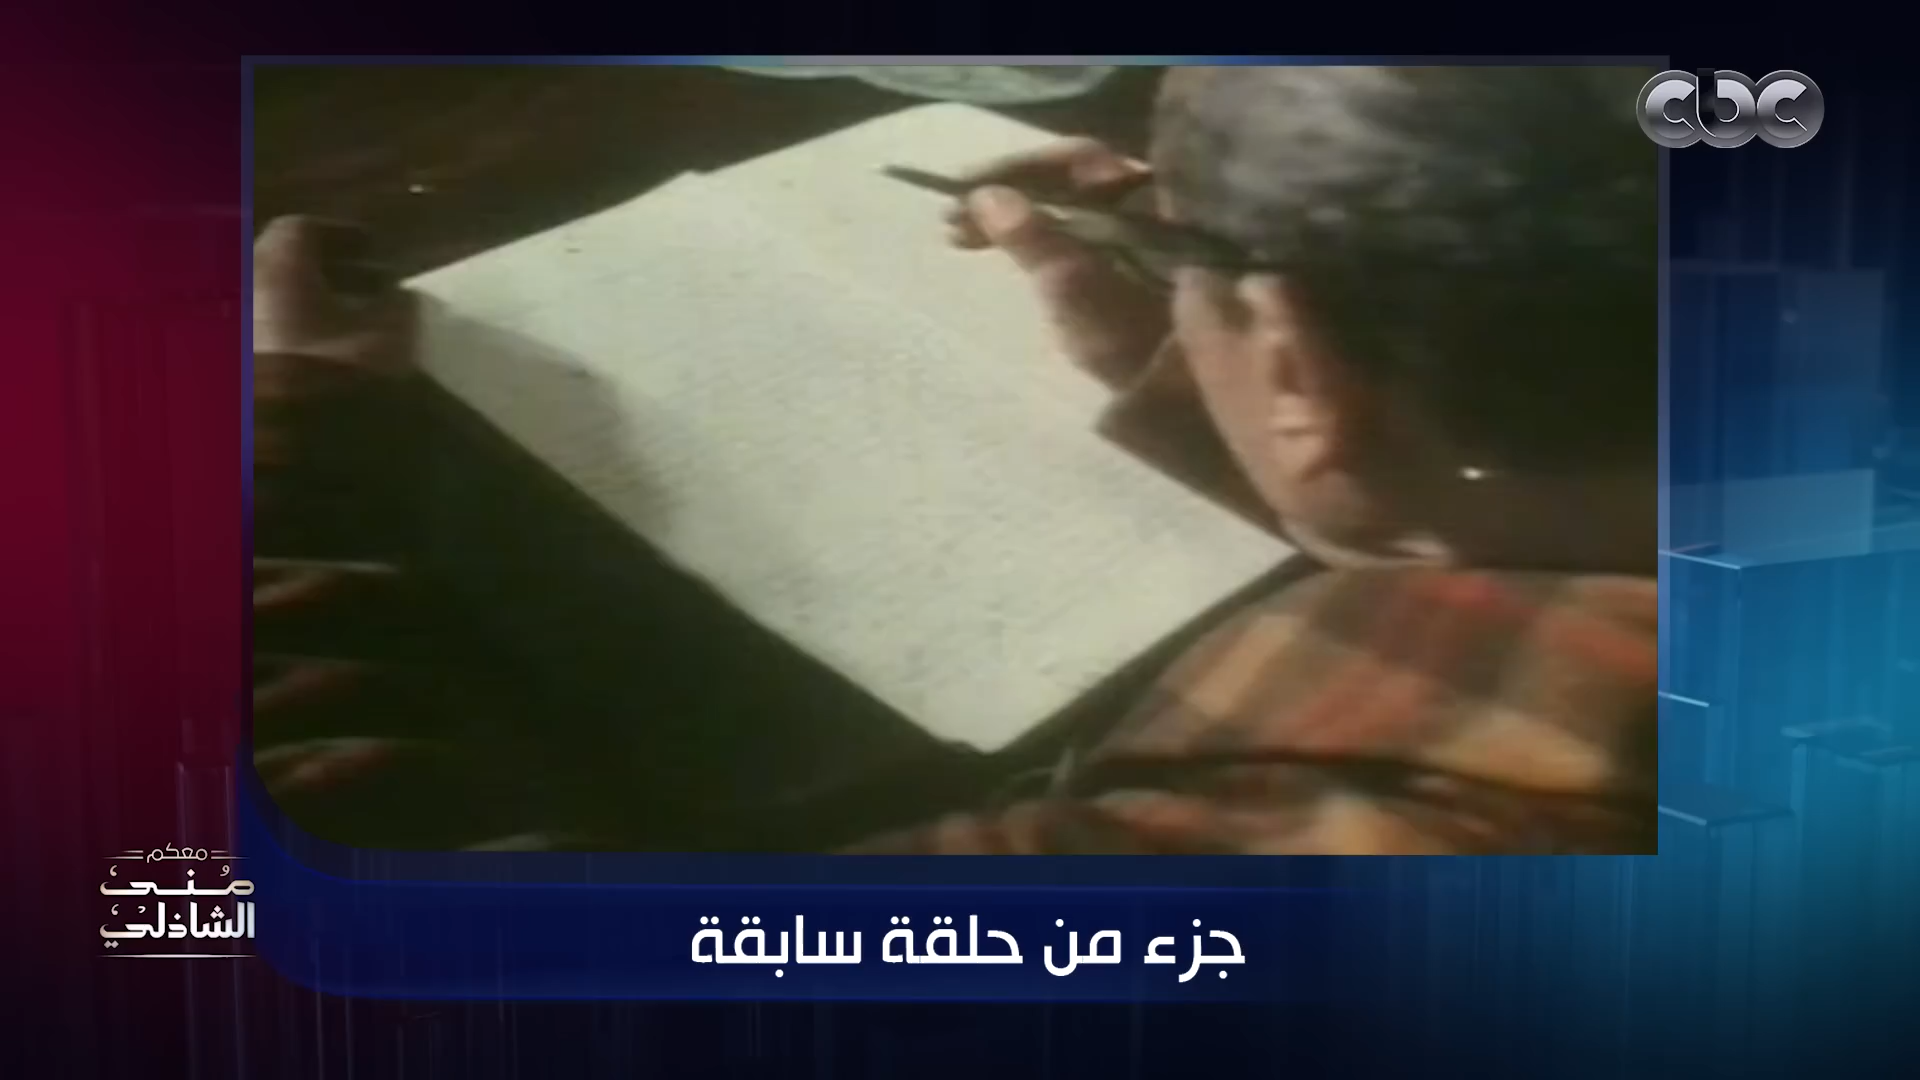 cbc
معكم
منى
الشاذلي
جزء من حلقة سابقة